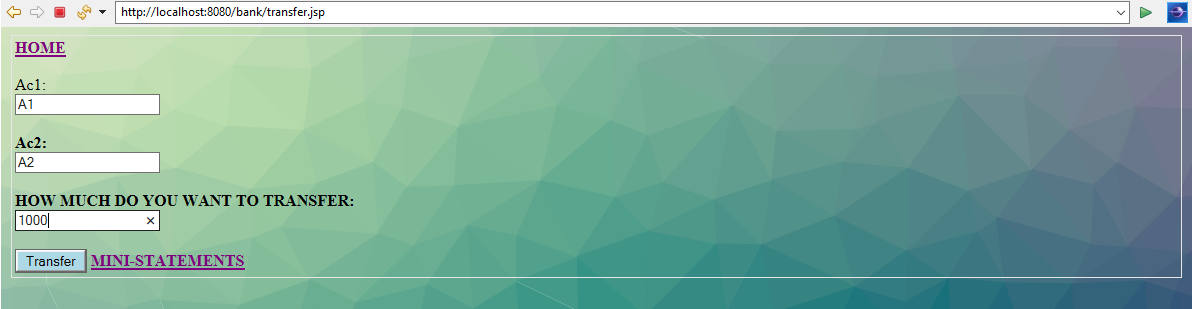 http://localhost:8080/bank/transfer.jsp
HOME
Ac1:
A1
Ac2:
A2
HOW MUCH DO YOU WANT TO TRANSFER:
1000
Transfer MINI-STATEMENTS